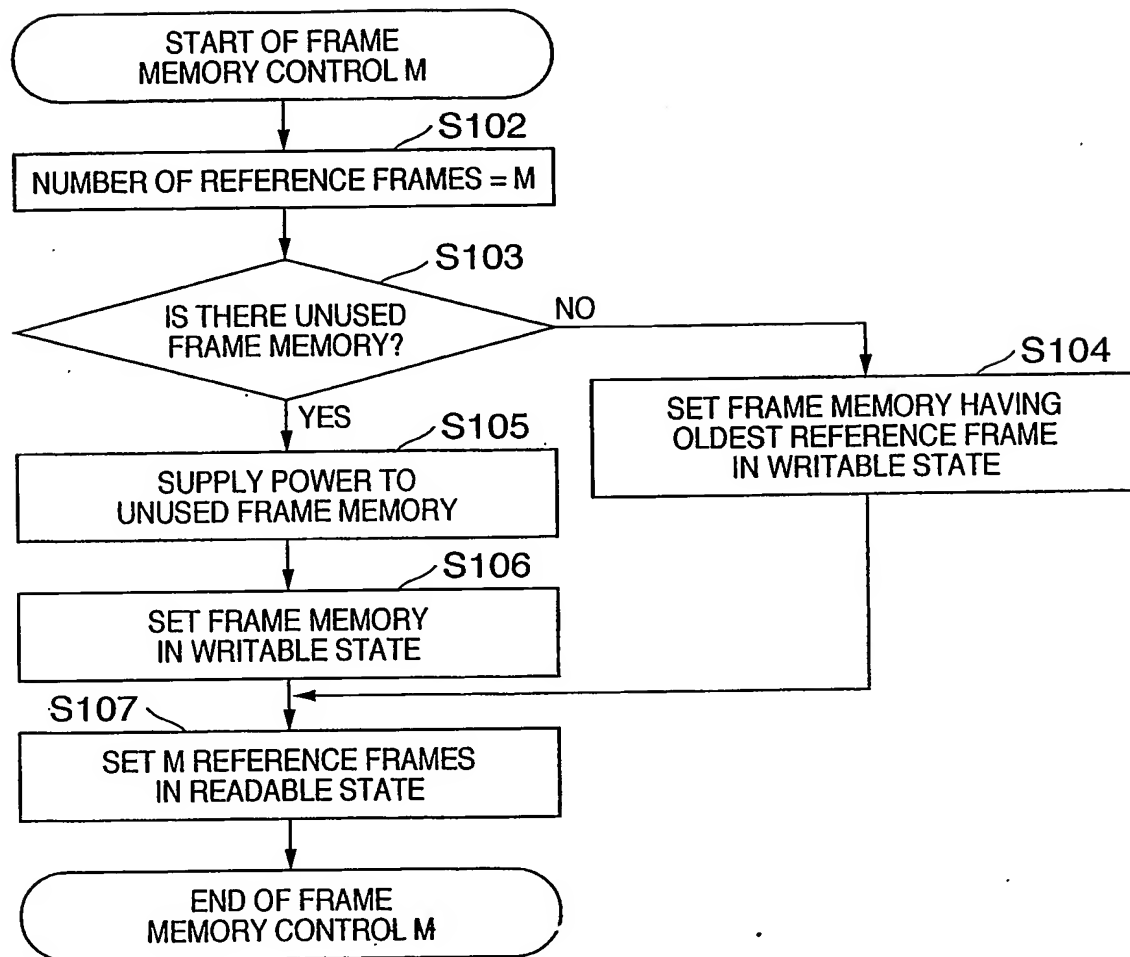 START OF FRAME
MEMORY CONTROL M
S102
NUMBER OF REFERENCE FRAMES = M
S103
IS THERE UNUSED
FRAME MEMORY?
NO
YES
S104
SET FRAME MEMORY HAVING
OLDEST REFERENCE FRAME
IN WRITABLE STATE
S105
SUPPLY POWER TO
UNUSED FRAME MEMORY
S106
SET FRAME MEMORY
IN WRITABLE STATE
S107
SET M REFERENCE FRAMES
IN READABLE STATE
END OF FRAME
MEMORY CONTROL M